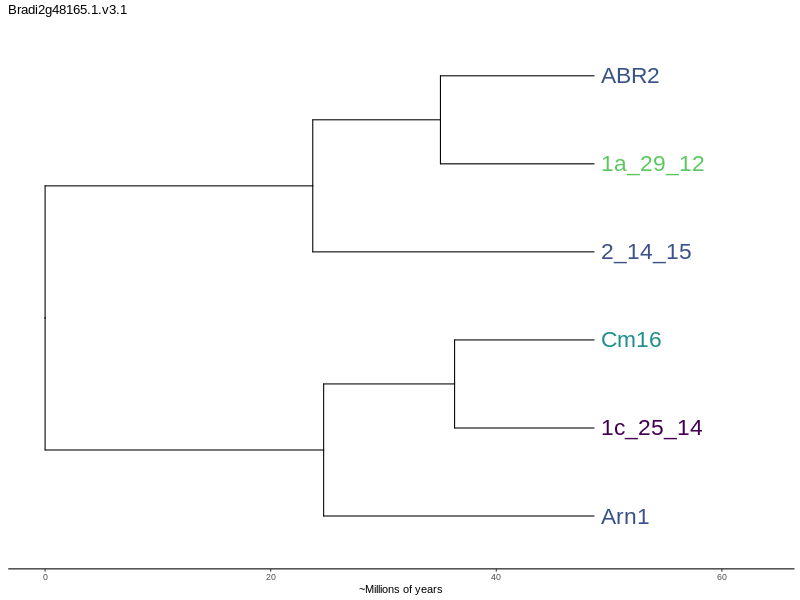 Bradi2g48165.1.v3.1
ABR2
1a_29_12
2_14_15
Cm16
1c_25_14
Arn1
0 20 40 60
~Millions of years